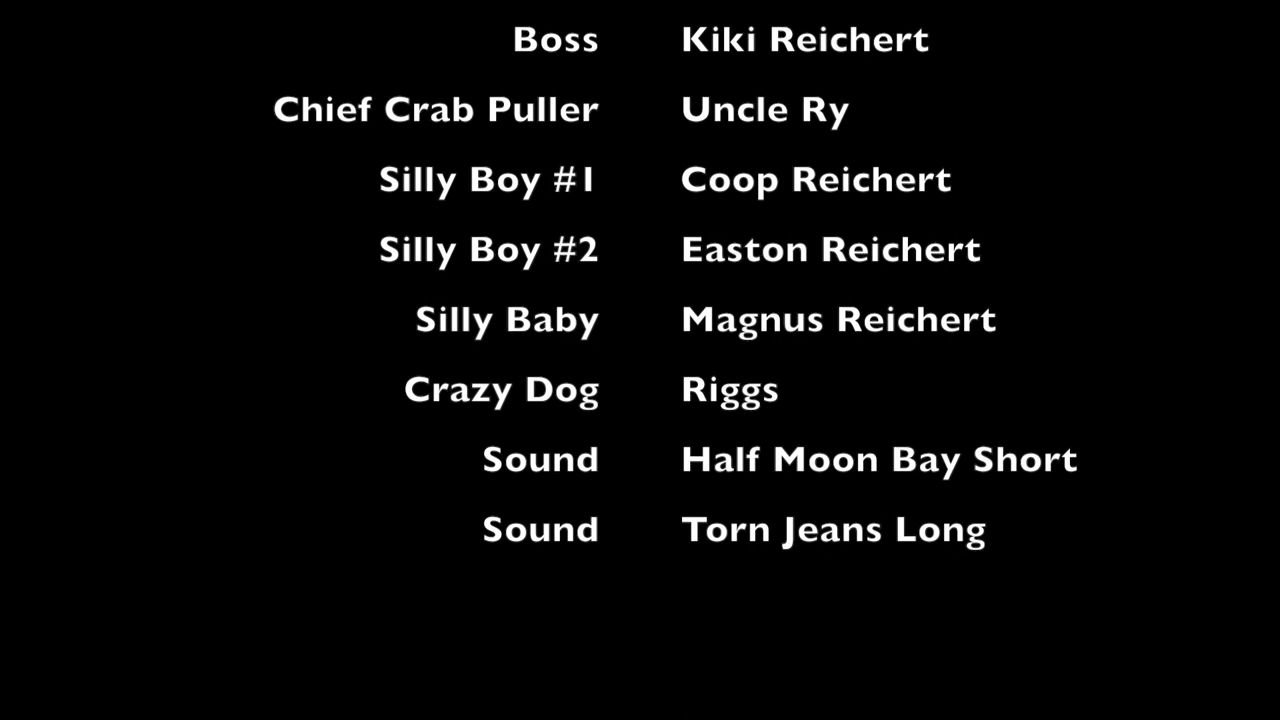 Boss Kiki Reichert
Chief Crab Puller Uncle Ry
Silly Boy #1 Coop Reichert
Silly Boy #2 Easton Reichert
Silly Baby Magnus Reichert
Crazy Dog Riggs
Sound Half Moon Bay Short
Sound Torn Jeans Long